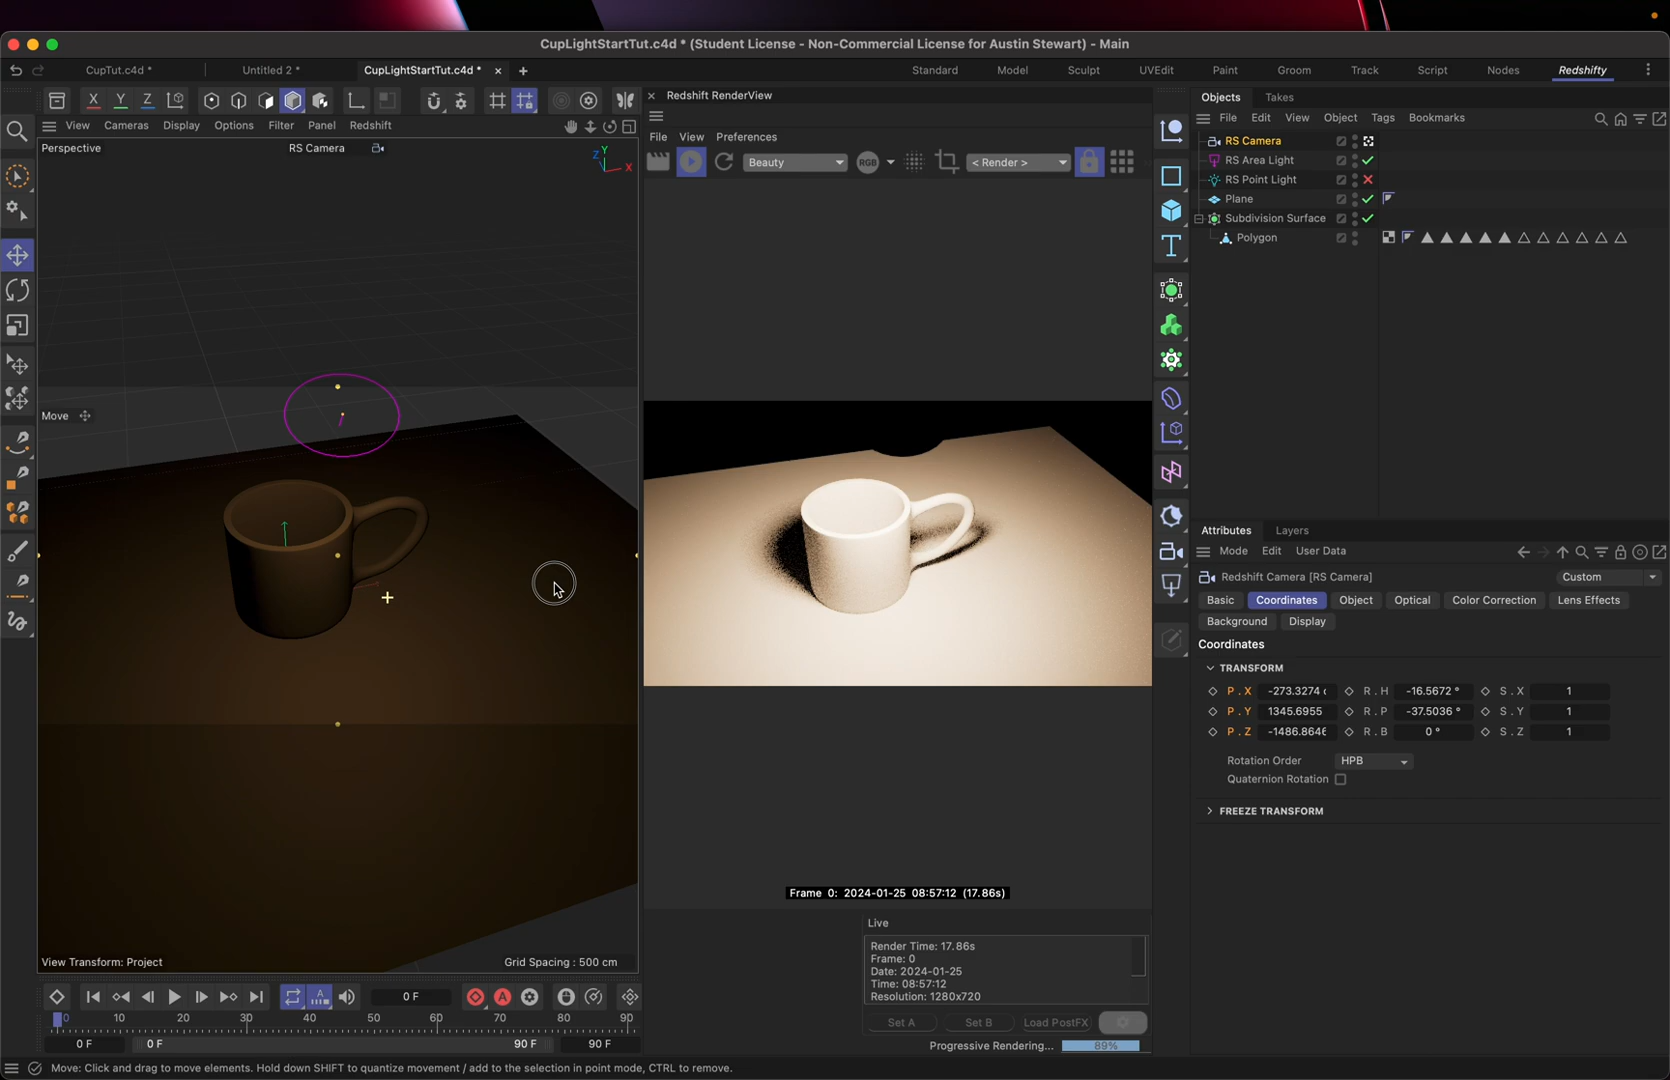 CupLightStartTut.c4d * (Student License - Non-Commercial License for Austin Stewart) - Main
CupTut.c4d *
Untitled 2 *
CupLightStartTut.c4d *
Standard
Model
Sculpt
UVEdit
Paint
Groom
Track
Script
Nodes
Redshifty
X Y Z
View Cameras Display Options Filter Panel Redshift
Perspective
RS Camera
Z Y X
Move
View Transform: Project
Grid Spacing : 500 cm
0 F
0 10 20 30 40 50 60 70 80 90
0 F
0 F
90 F
90 F
Move: Click and drag to move elements. Hold down SHIFT to quantize movement / add to the selection in point mode, CTRL to remove.
Redshift RenderView
File View Preferences
Beauty
RGB
< Render >
Frame 0: 2024-01-25 08:57:12 (17.86s)
Live
Render Time: 17.86s
Frame: 0
Date: 2024-01-25
Time: 08:57:12
Resolution: 1280x720
Set A
Set B
Load PostFX
Progressive Rendering...
89%
Objects Takes
File Edit View Object Tags Bookmarks
RS Camera
RS Area Light
RS Point Light
Plane
Subdivision Surface
Polygon
Attributes Layers
Mode Edit User Data
Redshift Camera [RS Camera]
Custom
Basic Coordinates Object Optical Color Correction Lens Effects
Background Display
Coordinates
TRANSFORM
P . X -273.3274 c R . H -16.5672 ° S . X 1
P . Y 1345.6955 R . P -37.5036 ° S . Y 1
P . Z -1486.8646 R . B 0 ° S . Z 1
Rotation Order HPB
Quaternion Rotation
FREEZE TRANSFORM